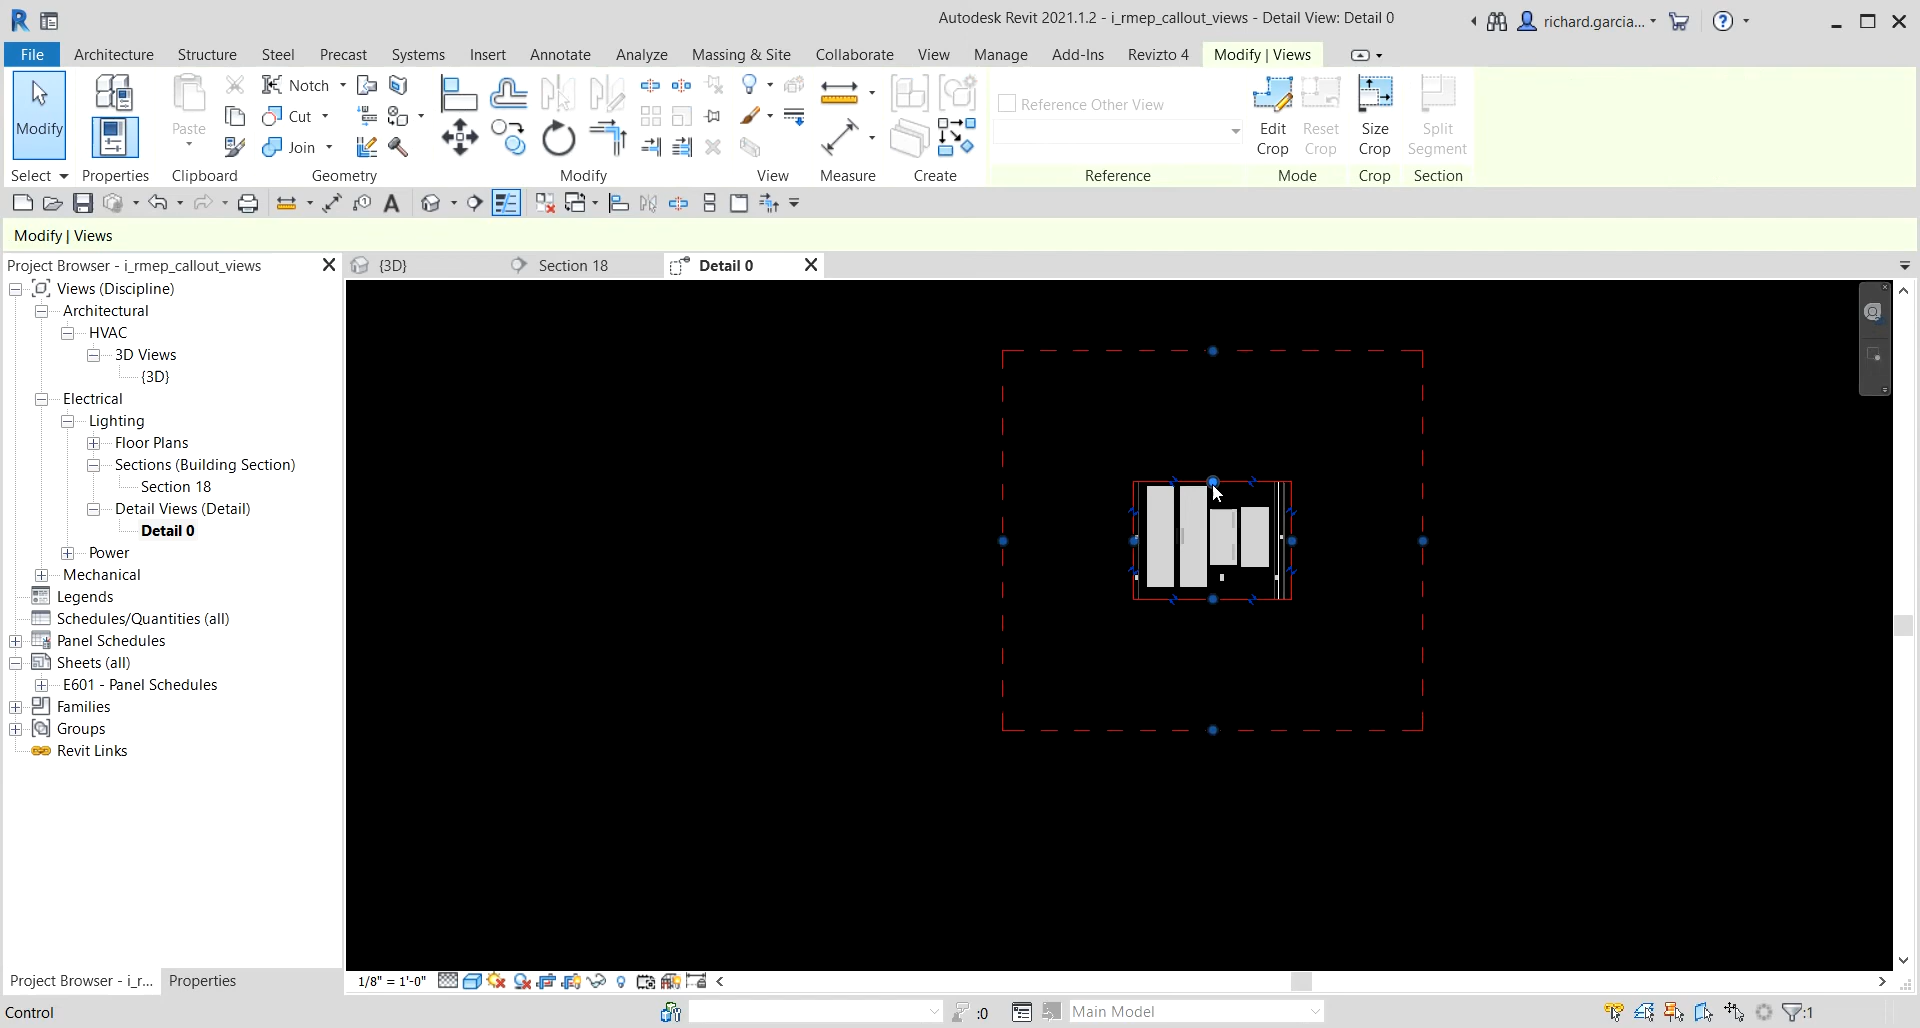 Autodesk Revit 2021.1.2 - i_rmep_callout_views - Detail View: Detail 0
richard.garcia...
File Architecture Structure Steel Precast Systems Insert Annotate Analyze Massing & Site Collaborate View Manage Add-Ins Revizto 4 Modify | Views
Modify
Paste
Notch
Cut
Join
Reference Other View
Edit Crop
Reset Crop
Size Crop
Split Segment
Select Properties Clipboard Geometry Modify View Measure Create Reference Mode Crop Section
Modify | Views
Project Browser - i_rmep_callout_views
{3D} Section 18 Detail 0
Views (Discipline)
Architectural
HVAC
3D Views
{3D}
Electrical
Lighting
Floor Plans
Sections (Building Section)
Section 18
Detail Views (Detail)
Detail 0
Power
Mechanical
Legends
Schedules/Quantities (all)
Panel Schedules
Sheets (all)
E601 - Panel Schedules
Families
Groups
Revit Links
Project Browser - i_r... Properties
1/8" = 1'-0"
Control
:0
Main Model
:1